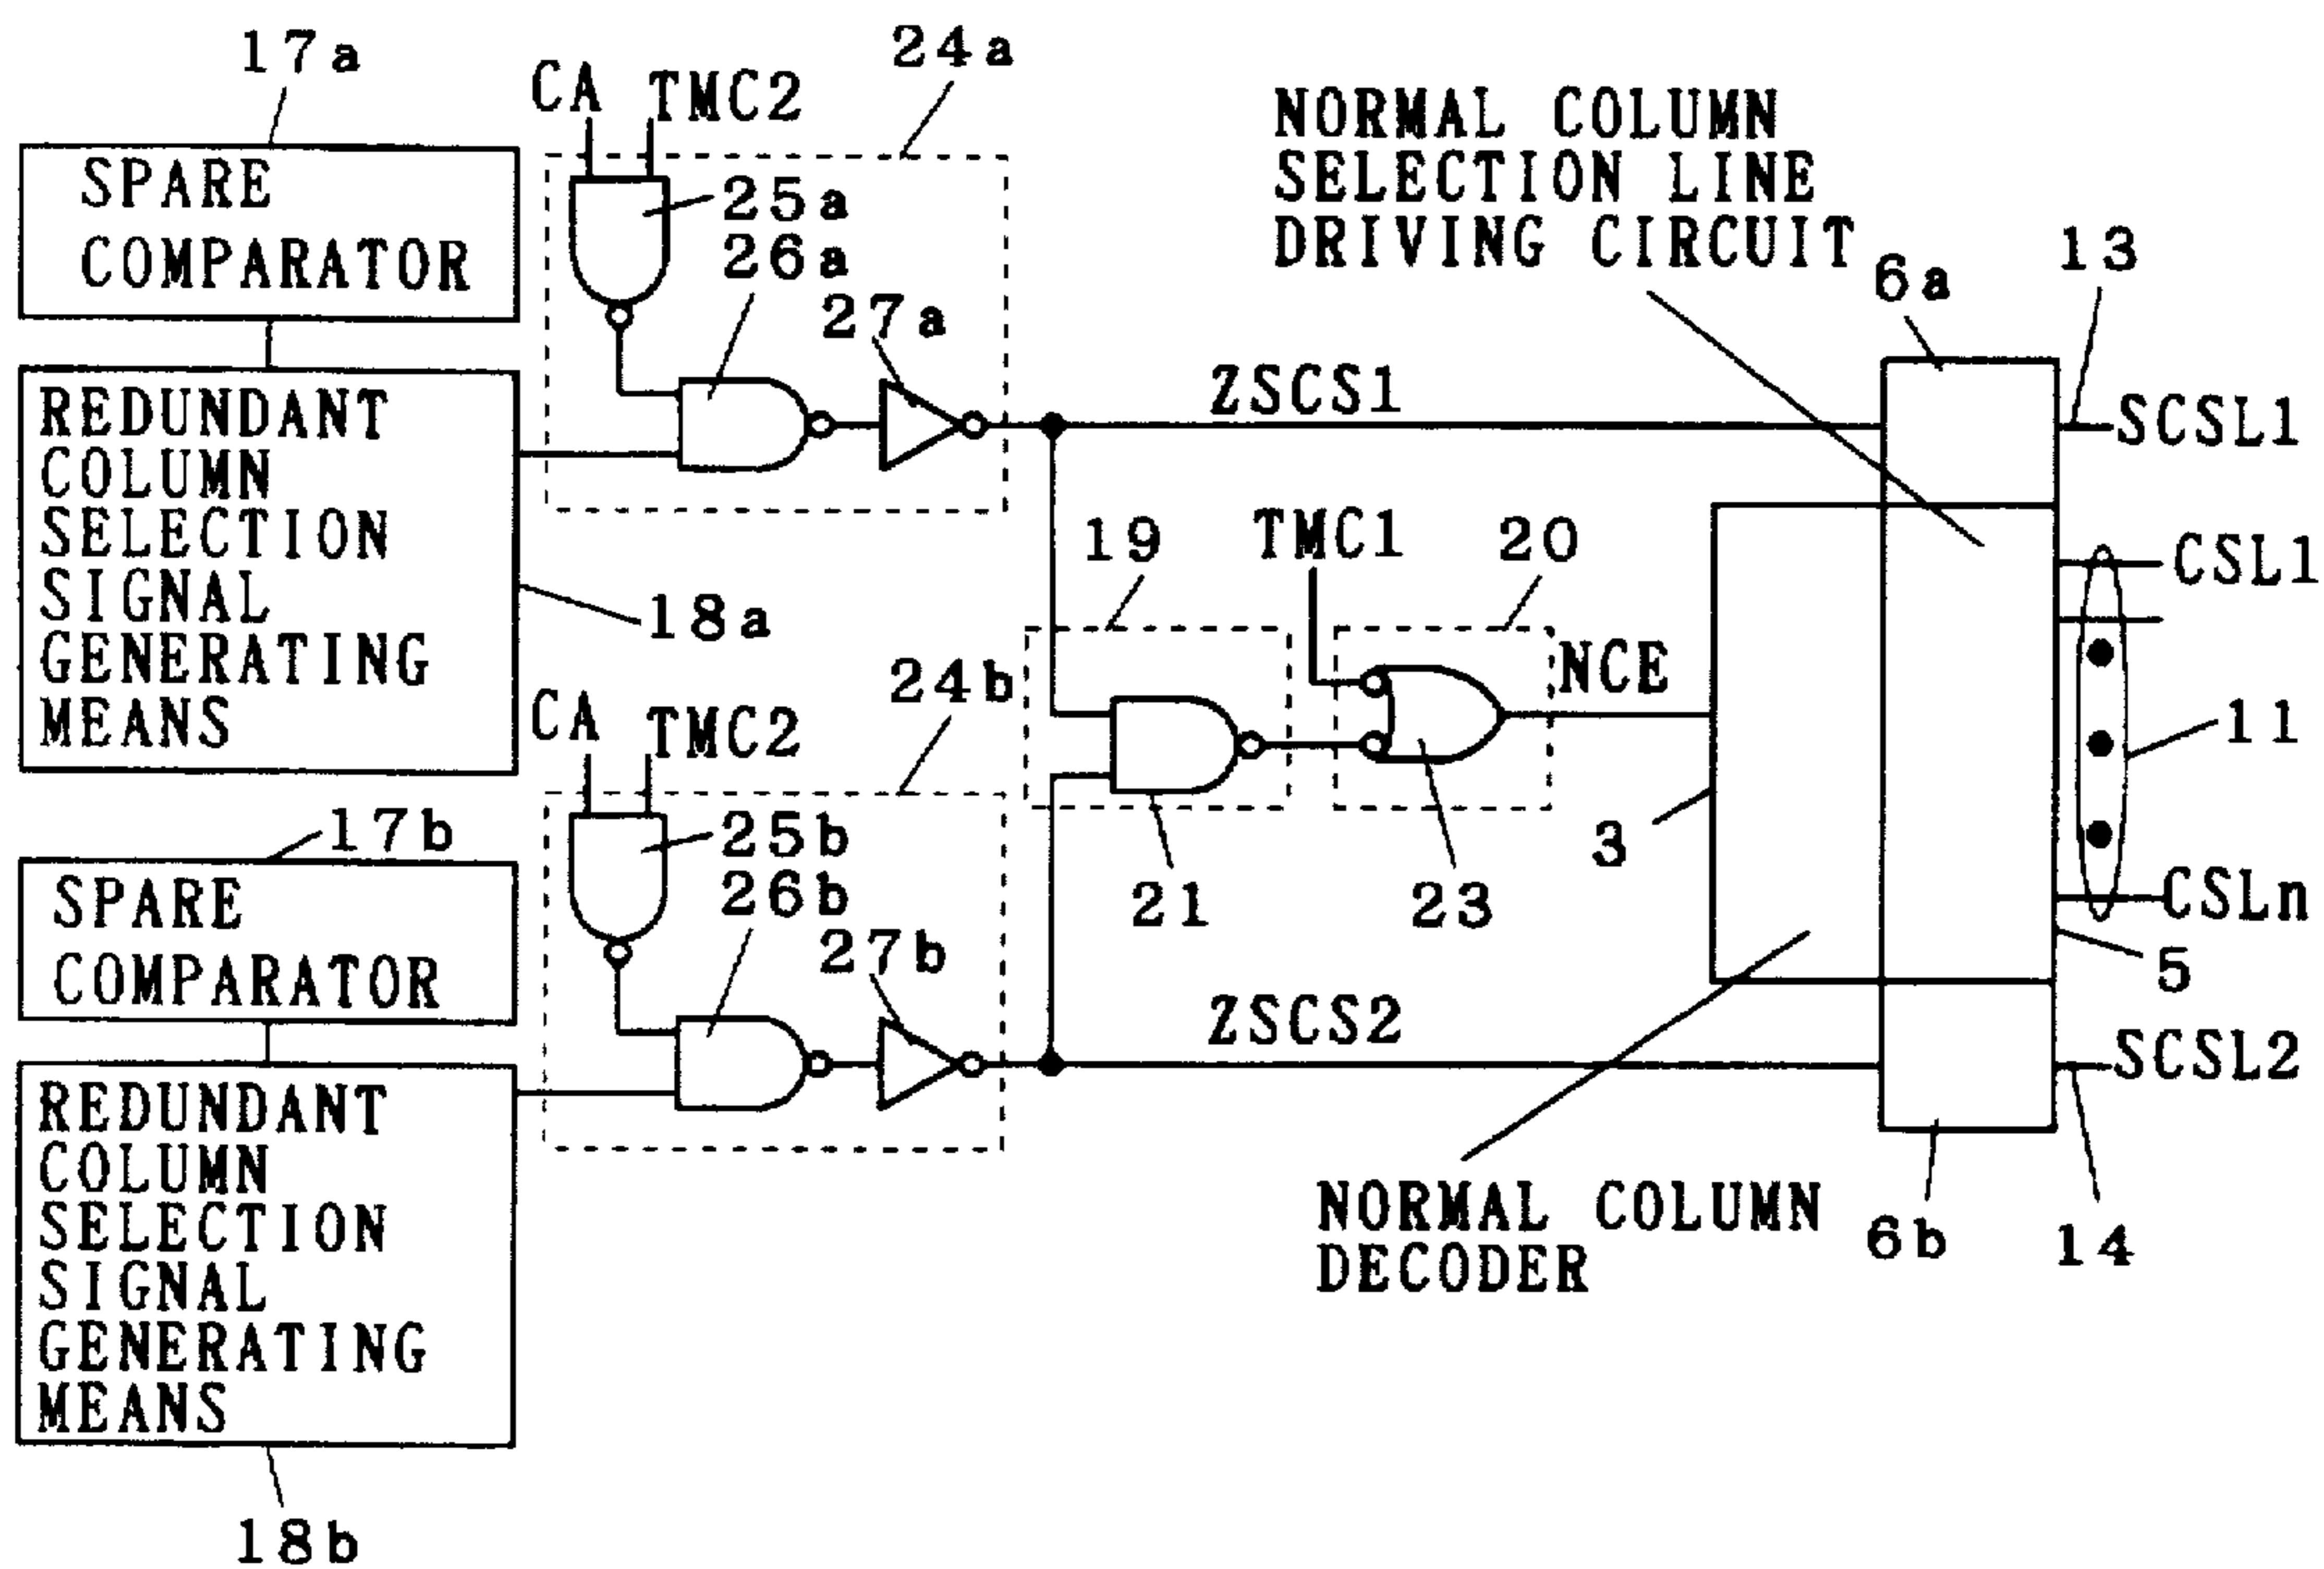 17a
CA TMC2
24a
SPARE
COMPARATOR
25a
26a
27a
NORMAL COLUMN
SELECTION LINE
DRIVING CIRCUIT
6a
13
REDUNDANT
COLUMN
SELECTION
SIGNAL
GENERATING
MEANS
18a
ZSCS1
SCSL1
19
TMC1
20
NCE
CSL1
11
3
21
23
CSLn
5
CA TMC2
24b
17b
SPARE
COMPARATOR
25b
26b
27b
ZSCS2
SCSL2
REDUNDANT
COLUMN
SELECTION
SIGNAL
GENERATING
MEANS
18b
NORMAL COLUMN
DECODER
6b
14